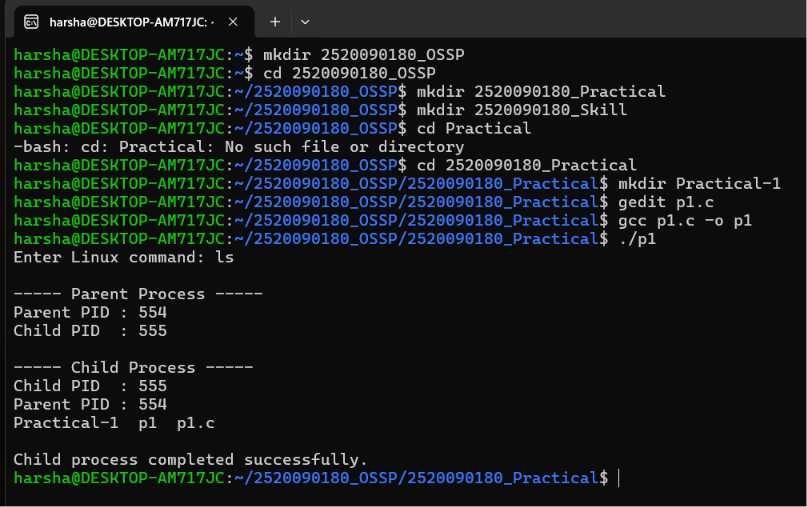 harsha@DESKTOP-AM717JC: ~
harsha@DESKTOP-AM717JC:~$ mkdir 2520090180_OSSP
harsha@DESKTOP-AM717JC:~$ cd 2520090180_OSSP
harsha@DESKTOP-AM717JC:~/2520090180_OSSP$ mkdir 2520090180_Practical
harsha@DESKTOP-AM717JC:~/2520090180_OSSP$ mkdir 2520090180_Skill
harsha@DESKTOP-AM717JC:~/2520090180_OSSP$ cd Practical
-bash: cd: Practical: No such file or directory
harsha@DESKTOP-AM717JC:~/2520090180_OSSP$ cd 2520090180_Practical
harsha@DESKTOP-AM717JC:~/2520090180_OSSP/2520090180_Practical$ mkdir Practical-1
harsha@DESKTOP-AM717JC:~/2520090180_OSSP/2520090180_Practical$ gedit p1.c
harsha@DESKTOP-AM717JC:~/2520090180_OSSP/2520090180_Practical$ gcc p1.c -o p1
harsha@DESKTOP-AM717JC:~/2520090180_OSSP/2520090180_Practical$ ./p1
Enter Linux command: ls
----- Parent Process -----
Parent PID : 554
Child PID  : 555
----- Child Process -----
Child PID  : 555
Parent PID : 554
Practical-1  p1  p1.c
Child process completed successfully.
harsha@DESKTOP-AM717JC:~/2520090180_OSSP/2520090180_Practical$